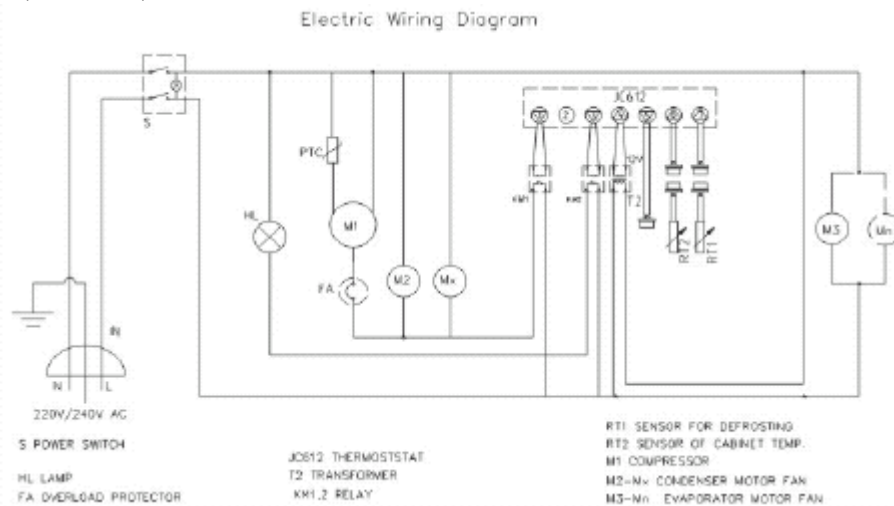 Electric Wiring Diagram
JC612
S
PTC
12V
KM1
T2
HL
M1
M3
Mn
RT2
RT1
FA
M2
Mx
IN
N L
220V/240V AC
S POWER SWITCH
HL LAMP
FA OVERLOAD PROTECTOR
JC612 THERMOSTSTAT
T2 TRANSFORMER
KM1,2 RELAY
RT1 SENSOR FOR DEFROSTING
RT2 SENSOR OF CABINET TEMP.
M1 COMPRESSOR
M2-Mx CONDENSER MOTOR FAN
M3-Mn EVAPORATOR MOTOR FAN